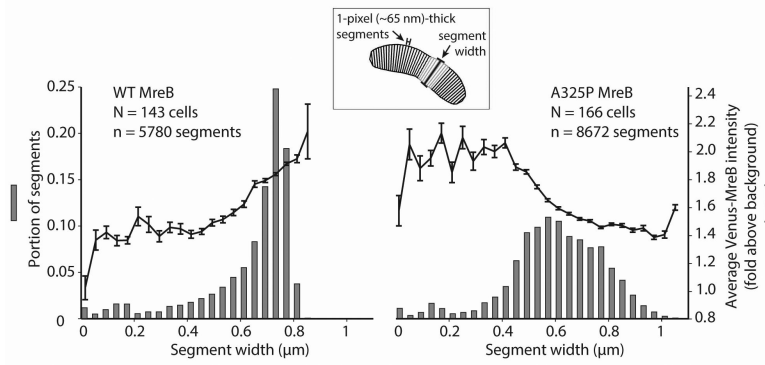 1-pixel (~65 nm)-thick
segments
segment
width
WT MreB
N = 143 cells
n = 5780 segments
A325P MreB
N = 166 cells
n = 8672 segments
Portion of segments
0.25
0.20
0.15
0.10
0.05
0
0 0.2 0.4 0.6 0.8 1
Segment width (μm)
0 0.2 0.4 0.6 0.8 1
Segment width (μm)
2.4
2.2
2.0
1.8
1.6
1.4
1.2
1.0
0.8
Average Venus-MreB intensity
(fold above background)